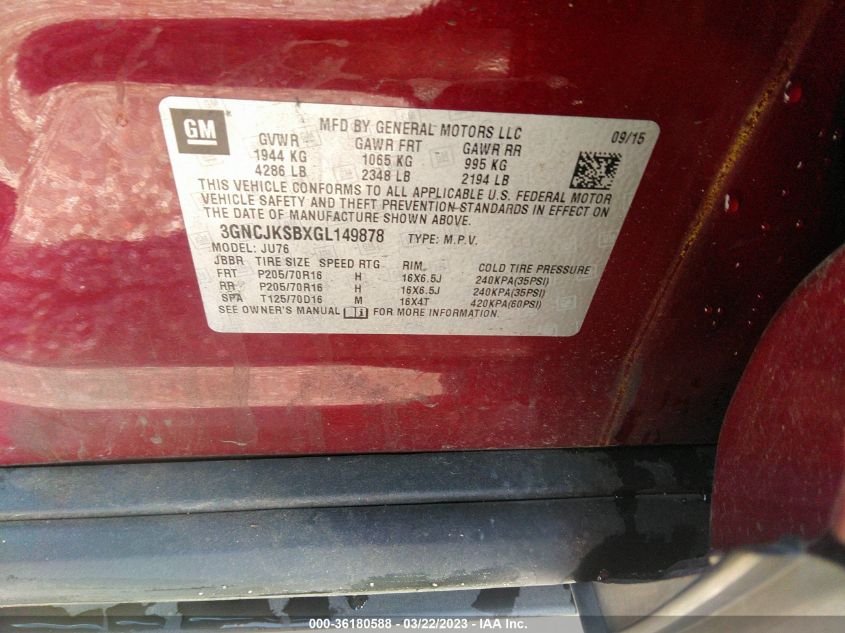 GM
MFD BY GENERAL MOTORS LLC
09/15
GVWR GAWR FRT GAWR RR
1944 KG 1065 KG 995 KG
4286 LB 2348 LB 2194 LB
THIS VEHICLE CONFORMS TO ALL APPLICABLE U.S. FEDERAL MOTOR
VEHICLE SAFETY AND THEFT PREVENTION STANDARDS IN EFFECT ON
THE DATE OF MANUFACTURE SHOWN ABOVE.
3GNCJKSBXGL149878 TYPE: M.P.V.
MODEL: JU76
JBBR TIRE SIZE SPEED RTG RIM COLD TIRE PRESSURE
FRT P205/70R16 H 16X6.5J 240KPA(35PSI)
RR P205/70R16 H 16X6.5J 240KPA(35PSI)
SPA T125/70D16 M 16X4T 420KPA(60PSI)
SEE OWNER'S MANUAL FOR MORE INFORMATION.
000-36180588 - 03/22/2023 - IAA Inc.